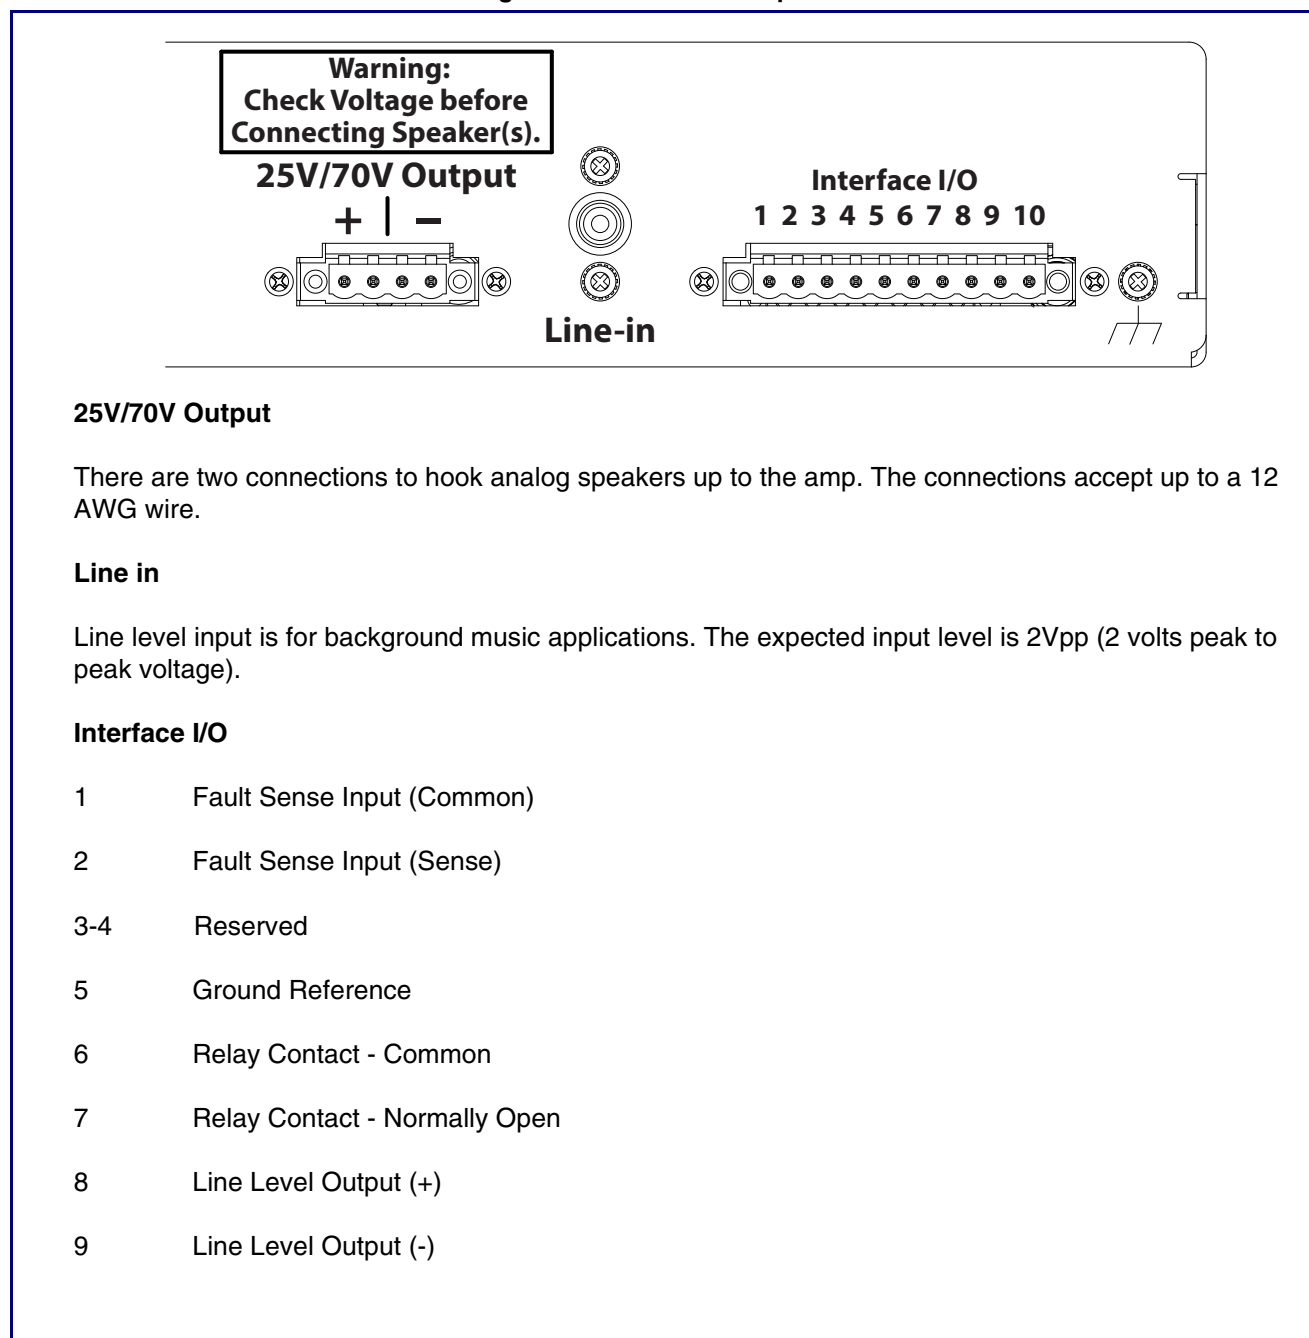 Warning:
Check Voltage before
Connecting Speaker(s).
25V/70V Output
+ | −
Interface I/O
1 2 3 4 5 6 7 8 9 10
Line-in
25V/70V Output
There are two connections to hook analog speakers up to the amp. The connections accept up to a 12
AWG wire.
Line in
Line level input is for background music applications. The expected input level is 2Vpp (2 volts peak to
peak voltage).
Interface I/O
1 Fault Sense Input (Common)
2 Fault Sense Input (Sense)
3-4 Reserved
5 Ground Reference
6 Relay Contact - Common
7 Relay Contact - Normally Open
8 Line Level Output (+)
9 Line Level Output (-)